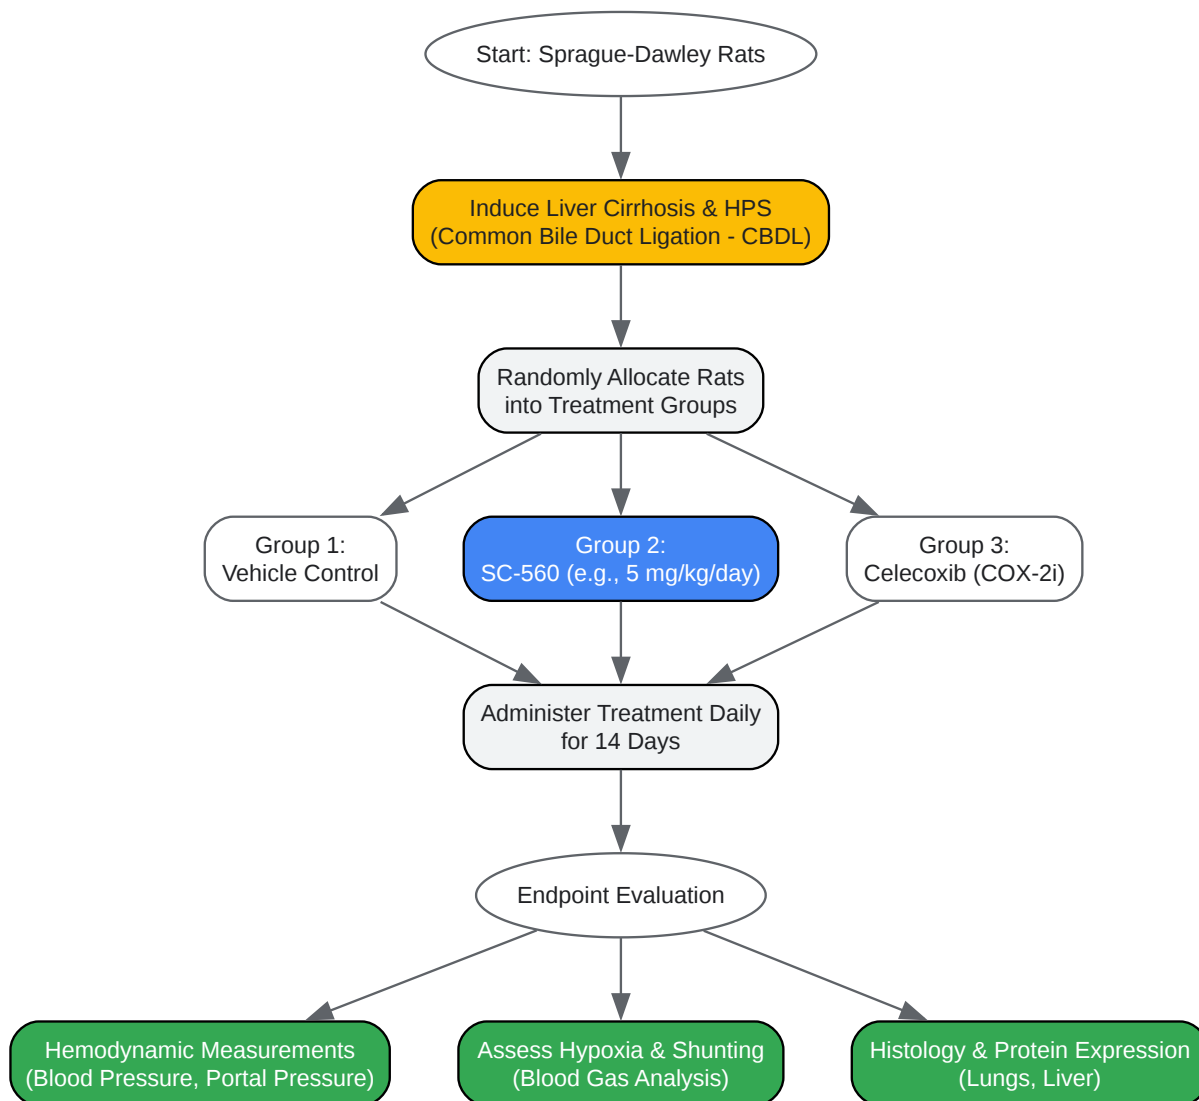 Start: Sprague-Dawley Rats
Induce Liver Cirrhosis & HPS
(Common Bile Duct Ligation - CBDL)
Randomly Allocate Rats
into Treatment Groups
Group 1:
Vehicle Control
Group 2:
SC-560 (e.g., 5 mg/kg/day)
Group 3:
Celecoxib (COX-2i)
Administer Treatment Daily
for 14 Days
Endpoint Evaluation
Hemodynamic Measurements
(Blood Pressure, Portal Pressure)
Assess Hypoxia & Shunting
(Blood Gas Analysis)
Histology & Protein Expression
(Lungs, Liver)